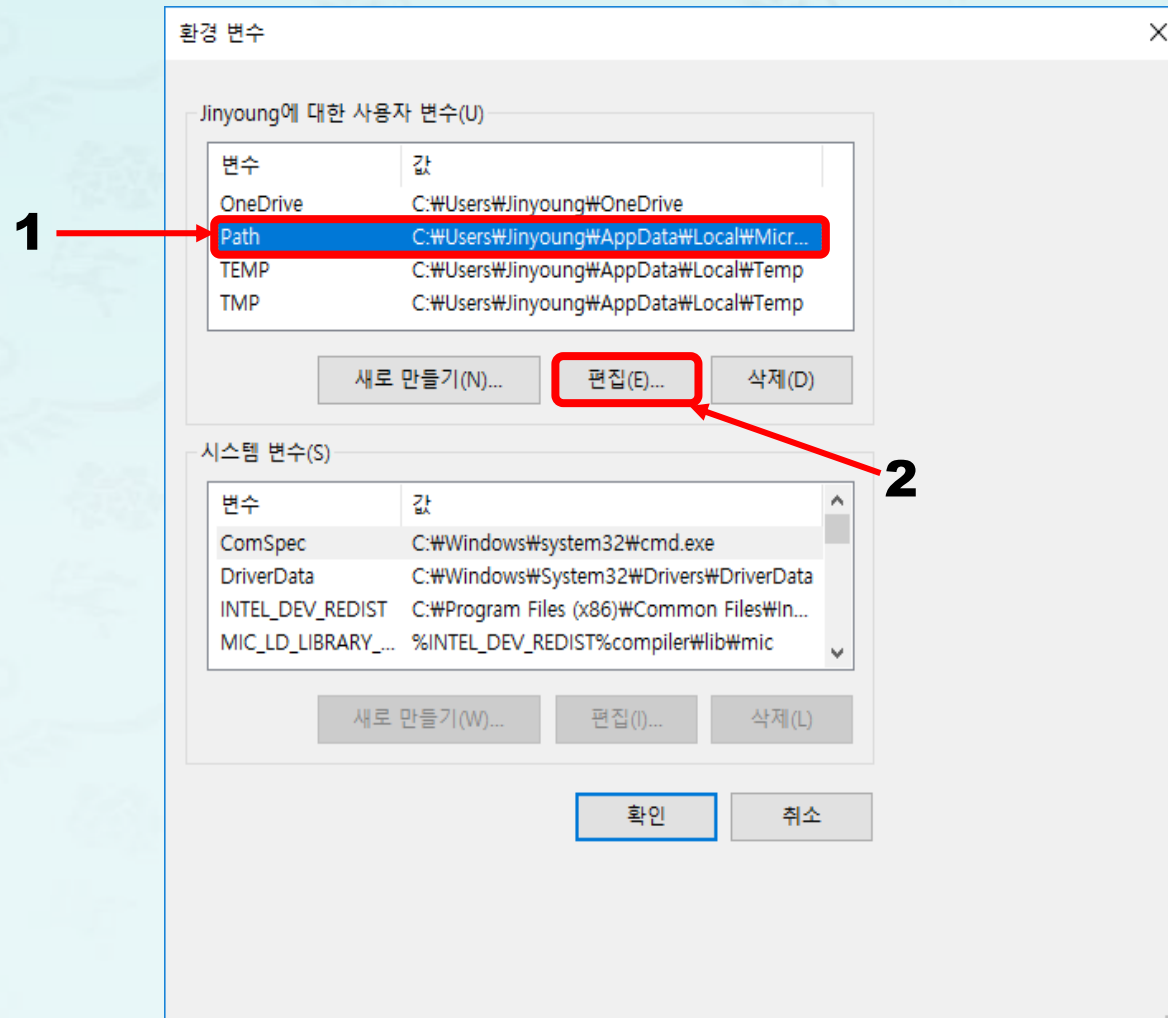 환경 변수
Jinyoung에 대한 사용자 변수(U)
변수 값
OneDrive C:₩Users₩Jinyoung₩OneDrive
1
Path C:₩Users₩Jinyoung₩AppData₩Local₩Micr...
TEMP C:₩Users₩Jinyoung₩AppData₩Local₩Temp
TMP C:₩Users₩Jinyoung₩AppData₩Local₩Temp
새로 만들기(N)... 편집(E)... 삭제(D)
시스템 변수(S)
2
변수 값
ComSpec C:₩Windows₩system32₩cmd.exe
DriverData C:₩Windows₩System32₩Drivers₩DriverData
INTEL_DEV_REDIST C:₩Program Files (x86)₩Common Files₩In...
MIC_LD_LIBRARY_... %INTEL_DEV_REDIST%compiler₩lib₩mic
새로 만들기(W)... 편집(I)... 삭제(L)
확인 취소